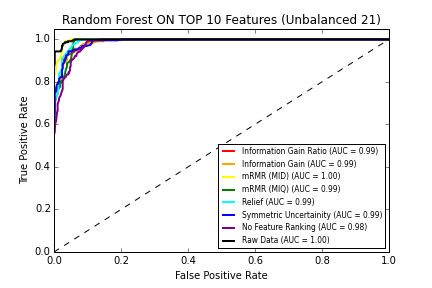 Random Forest ON TOP 10 Features (Unbalanced 21)
1.0
0.8
0.6
0.4
0.2
0.0
True Positive Rate
Information Gain Ratio (AUC = 0.99)
Information Gain (AUC = 0.99)
mRMR (MID) (AUC = 1.00)
mRMR (MIQ) (AUC = 0.99)
Relief (AUC = 0.99)
Symmetric Uncertainity (AUC = 0.99)
No Feature Ranking (AUC = 0.98)
Raw Data (AUC = 1.00)
0.0 0.2 0.4 0.6 0.8 1.0
False Positive Rate